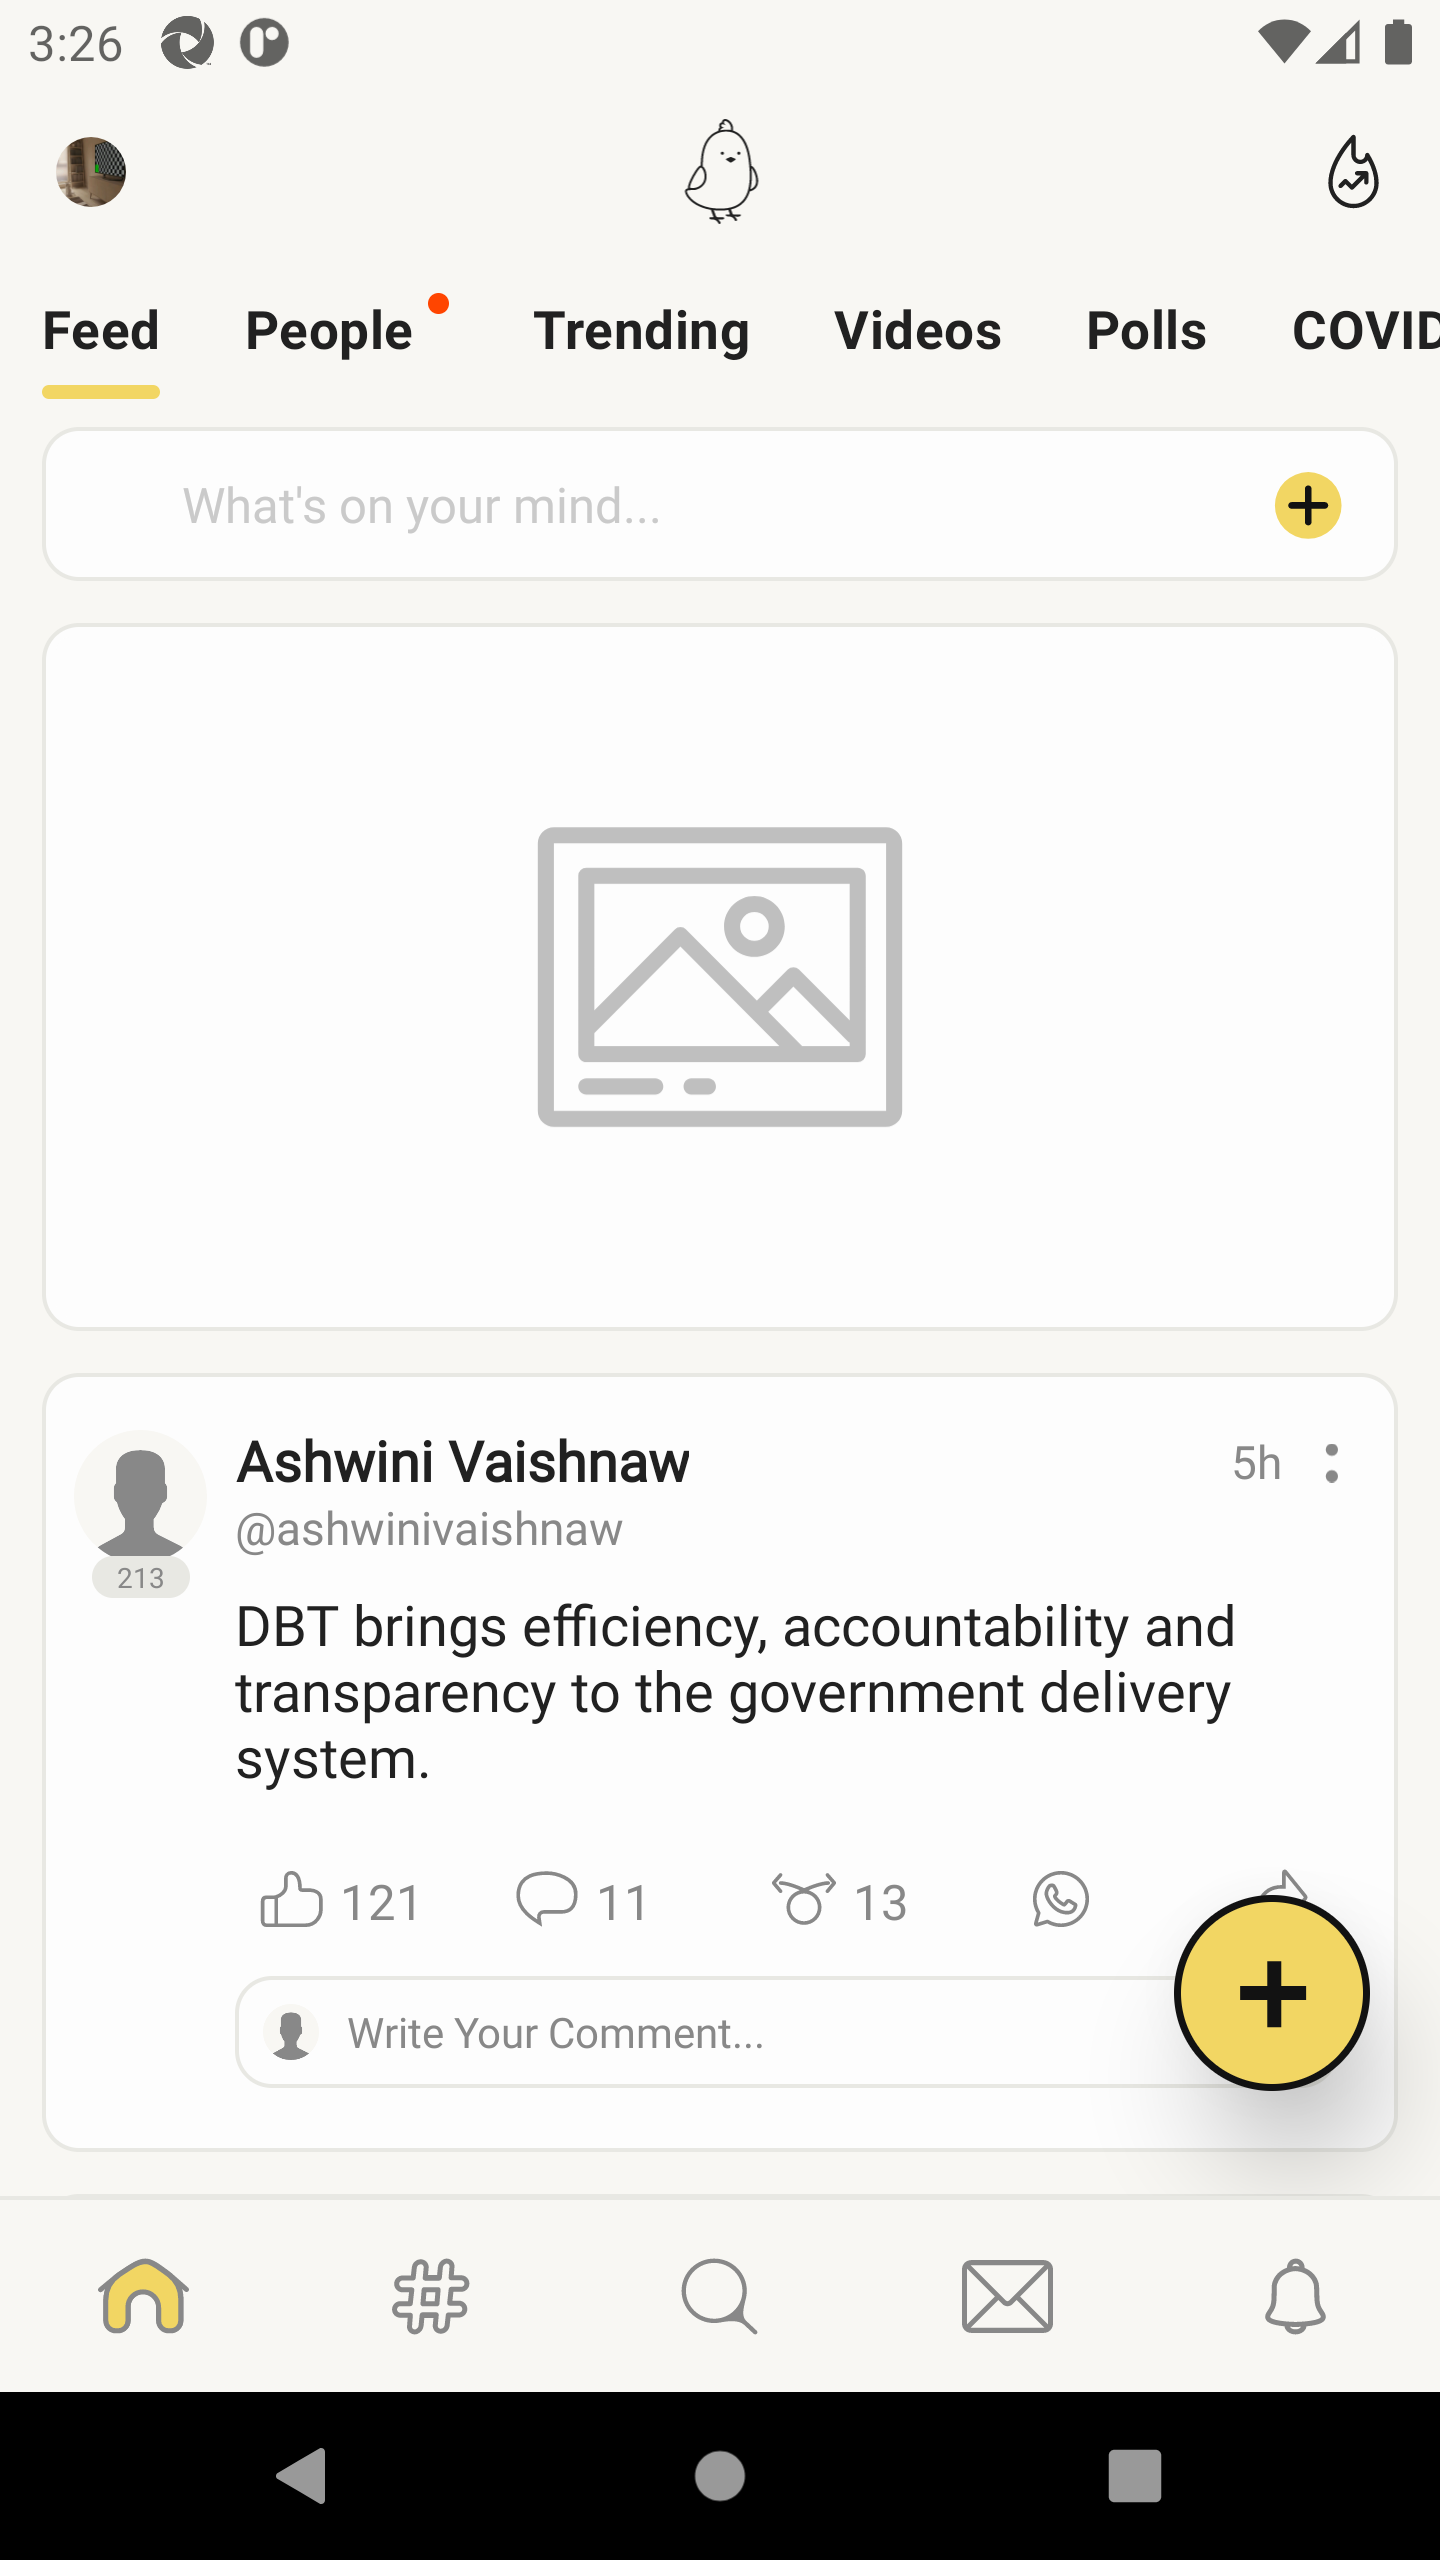 3:26
Feed People Trending Videos Polls COVID
What's on your mind...
Ashwini Vaishnaw 5h
@ashwinivaishnaw
213
DBT brings efficiency, accountability and
transparency to the government delivery
system.
121 11 13
Write Your Comment...